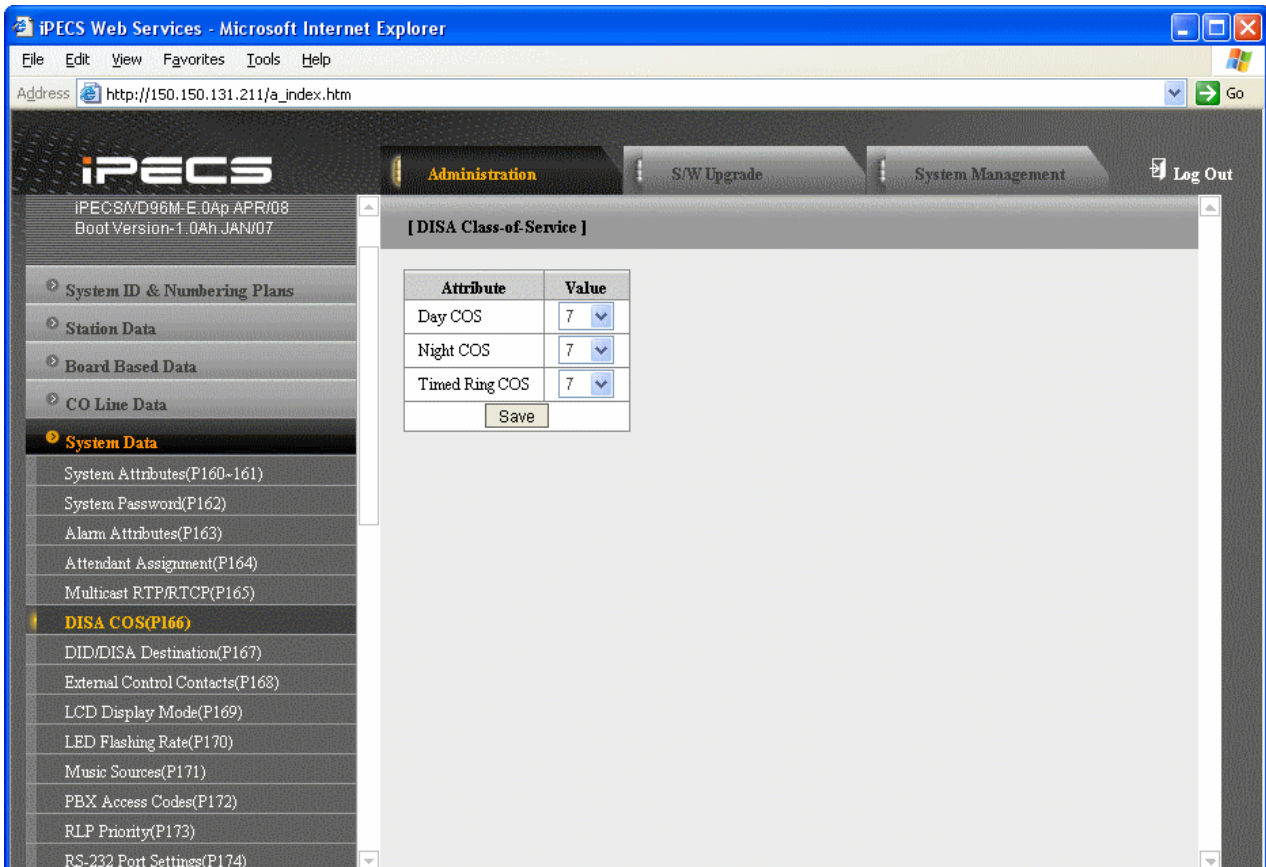 iPECS Web Services - Microsoft Internet Explorer
File Edit View Favorites Tools Help
Address http://150.150.131.211/a_index.htm Go
iPECS
Administration S/W Upgrade System Management Log Out
iPECS/VD96M-E.0Ap APR/08
Boot Version-1.0Ah JAN/07
[ DISA Class-of-Service ]
System ID & Numbering Plans
Station Data
Board Based Data
CO Line Data
System Data
System Attributes(P160~161)
System Password(P162)
Alarm Attributes(P163)
Attendant Assignment(P164)
Multicast RTP/RTCP(P165)
DISA COS(P166)
DID/DISA Destination(P167)
External Control Contacts(P168)
LCD Display Mode(P169)
LED Flashing Rate(P170)
Music Sources(P171)
PBX Access Codes(P172)
RLP Priority(P173)
RS-232 Port Settings(P174)
Attribute Value
Day COS 7
Night COS 7
Timed Ring COS 7
Save